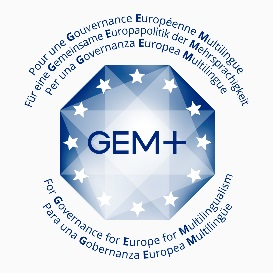 Pour une Gouvernance Européenne Multilingue
Für eine Gemeinsame Europapolitik der Mehrsprachigkeit
Per una Governanza Europea Multilingue
GEM+
For Governance for Europe for Multilingualism
Para una Gobernanza Europea Multilingüe